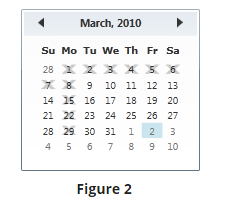 March, 2010
Su Mo Tu We Th Fr Sa
28 1 2 3 4 5 6
7 8 9 10 11 12 13
14 15 16 17 18 19 20
21 22 23 24 25 26 27
28 29 30 31 1 2 3
4 5 6 7 8 9 10
Figure 2